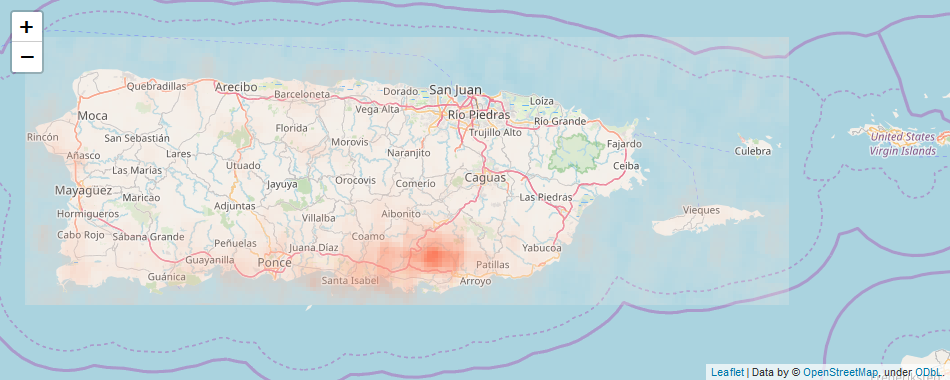 +
−
Quebradillas
Arecibo
Barceloneta
Dorado
San Juan
Loíza
Moca
Vega Alta
Río Piedras
Río Grande
Rincón
San Sebastián
Florida
Morovis
Trujillo Alto
Fajardo
United States
Virgin Islands
Añasco
Lares
Naranjito
Culebra
Las Marías
Utuado
Ceiba
Mayagüez
Jayuya
Orocovis
Comerío
Caguas
Maricao
Adjuntas
Las Piedras
Hormigueros
Villalba
Aibonito
Vieques
Cabo Rojo
Sábana Grande
Peñuelas
Juana Díaz
Coamo
Yabucoa
Guayanilla
Ponce
Patillas
Guánica
Santa Isabel
Arroyo
Leaflet | Data by © OpenStreetMap, under ODbL.